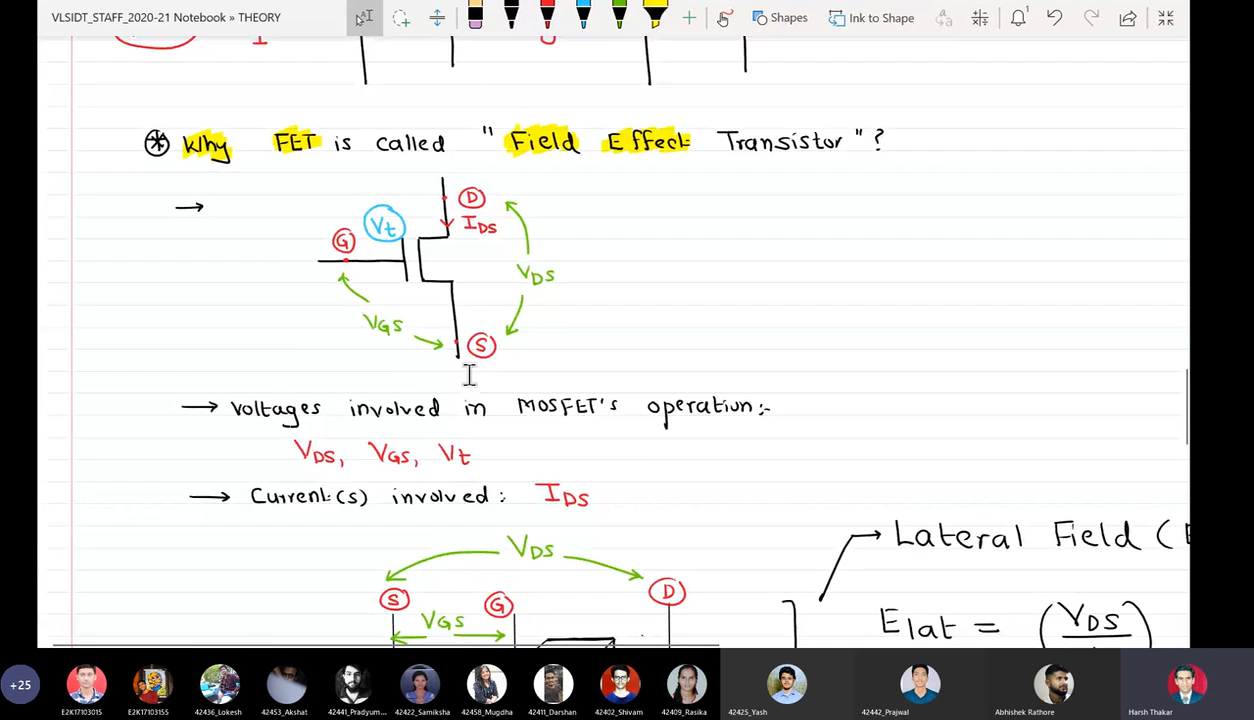 VLSIDT_STAFF_2020-21 Notebook » THEORY
Shapes
Ink to Shape
Why FET is called "Field Effect Transistor"?
D
Vt
IDS
G
VDS
VGS
S
→ Voltages involved in MOSFET's operation:-
VDS, VGS, Vt
→ Current(s) involved: IDS
→ Lateral Field (E
VDS
S G D
VGS
Elat = (VDS
+25
E2K17103015
E2K17103155
42436_Lokesh
42453_Akshat
42441_Pradyum...
42422_Samiksha
42458_Mugdha
42411_Darshan
42402_Shivam
42409_Rasika
42425_Yash
42442_Prajwal
Abhishek Rathore
Harsh Thakar